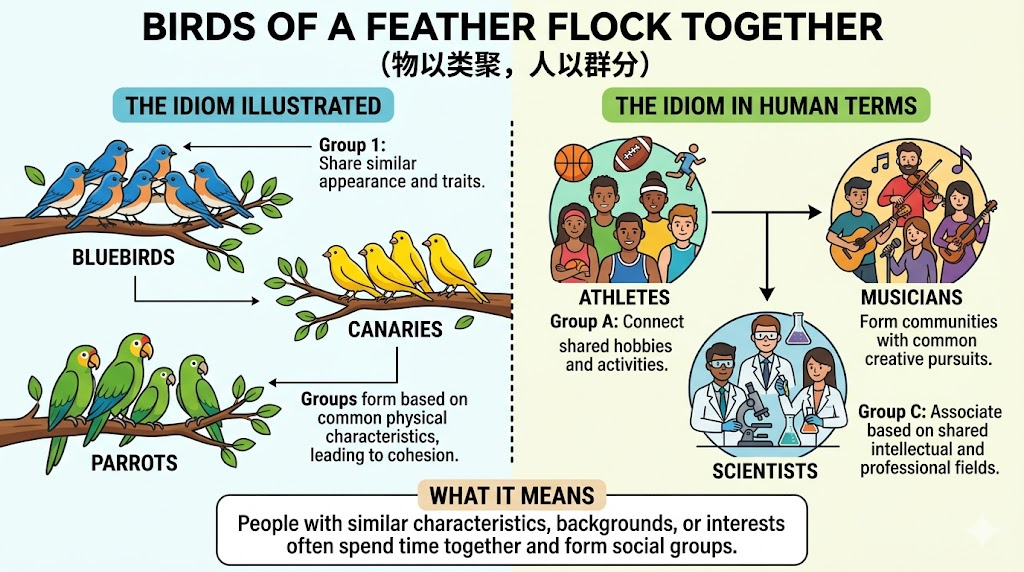 BIRDS OF A FEATHER FLOCK TOGETHER
（物以类聚，人以群分）
THE IDIOM ILLUSTRATED
Group 1:
Share similar
appearance and traits.
BLUEBIRDS
CANARIES
Groups form based on
common physical
characteristics,
leading to cohesion.
PARROTS
THE IDIOM IN HUMAN TERMS
ATHLETES
Group A: Connect
shared hobbies
and activities.
MUSICIANS
Form communities
with common
creative pursuits.
SCIENTISTS
Group C: Associate
based on shared
intellectual and
professional fields.
WHAT IT MEANS
People with similar characteristics, backgrounds, or interests
often spend time together and form social groups.